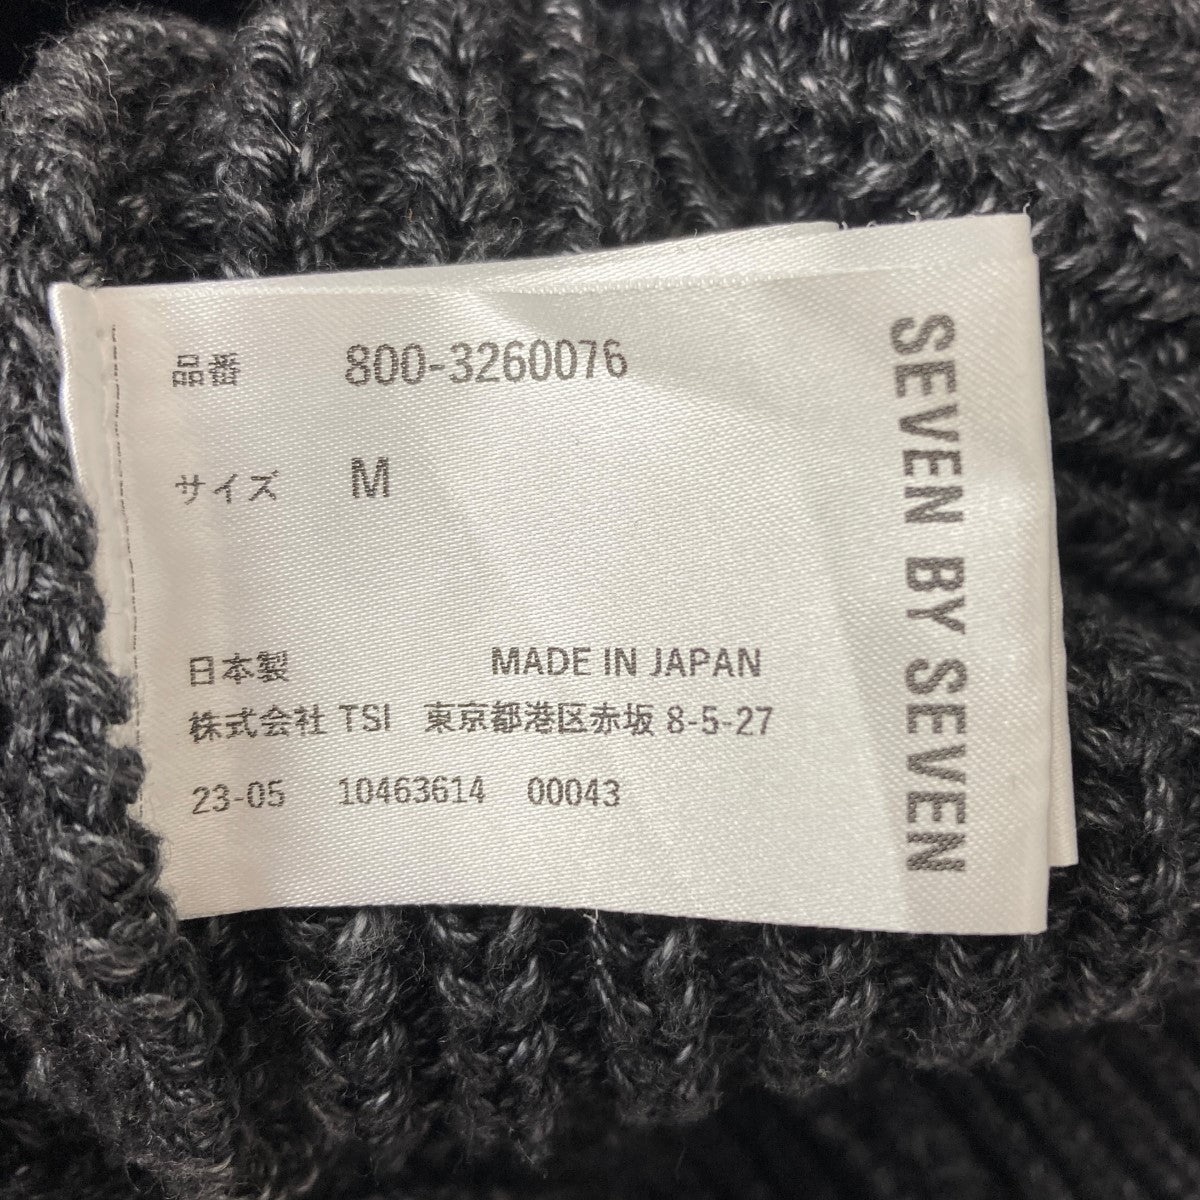 品番 800-3260076
サイズ M
日本製 MADE IN JAPAN
株式会社 TSI 東京都港区赤坂 8-5-27
23-05 10463614 00043
SEVEN BY SEVEN